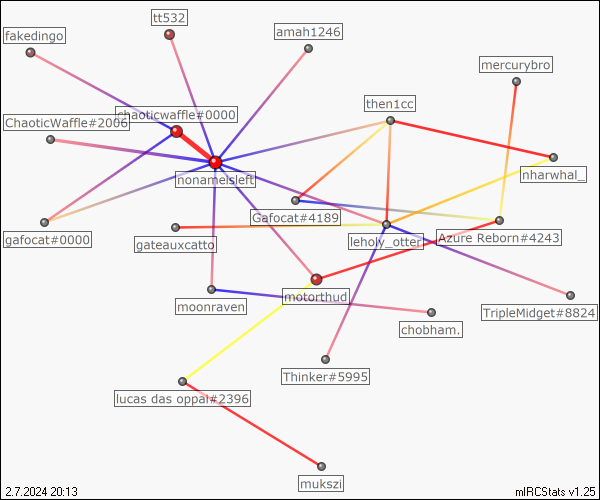 tt532
fakedingo
amah1246
mercurybro
then1cc
chaoticwaffle#0000
ChaoticWaffle#2006
nharwhal_
nonameisleft
Gafocat#4189
gafocat#0000
gateauxcatto
leholy_otter
Azure Reborn#4243
motorthud
moonraven
TripleMidget#8824
chobham.
Thinker#5995
lucas das oppai#2396
mukszi
2.7.2024 20:13
mIRCStats v1.25